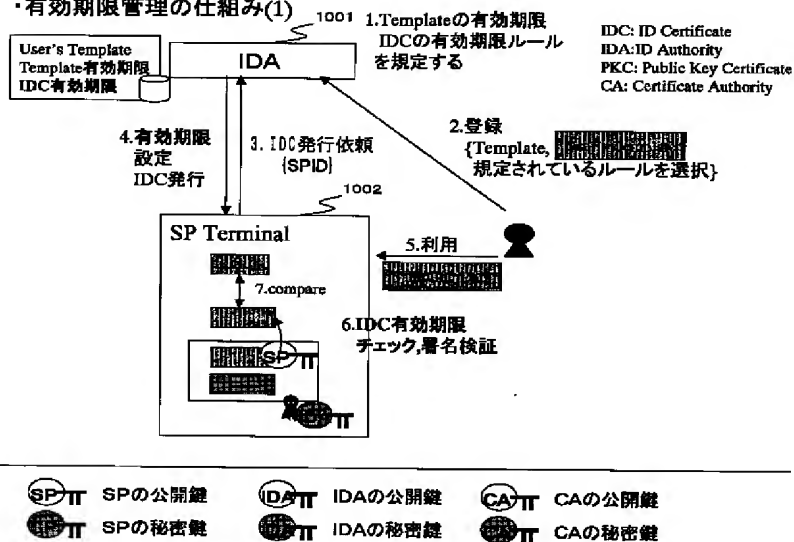 ・有効期限管理の仕組み(1)
1001
1.Templateの有効期限
IDCの有効期限ルール
を規定する
IDC: ID Certificate
IDA:ID Authority
PKC: Public Key Certificate
CA: Certificate Authority
User's Template
Template有効期限
IDC有効期限
IDA
4.有効期限
設定
IDC発行
3. IDC発行依頼
{SPID}
2.登録
{Template,
規定されているルールを選択}
1002
SP Terminal
5.利用
7.compare
6.IDC有効期限
チェック,署名検証
SP
SP SPの公開鍵
IDA IDAの公開鍵
CA CAの公開鍵
SPの秘密鍵
IDAの秘密鍵
CAの秘密鍵